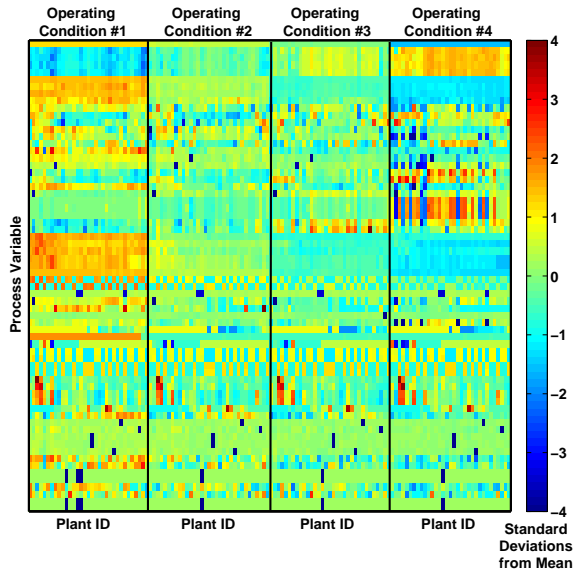 Operating
Condition #1
Operating
Condition #2
Operating
Condition #3
Operating
Condition #4
Process Variable
4
3
2
1
0
−1
−2
−3
−4
Plant ID
Plant ID
Plant ID
Plant ID
Standard
Deviations
from Mean